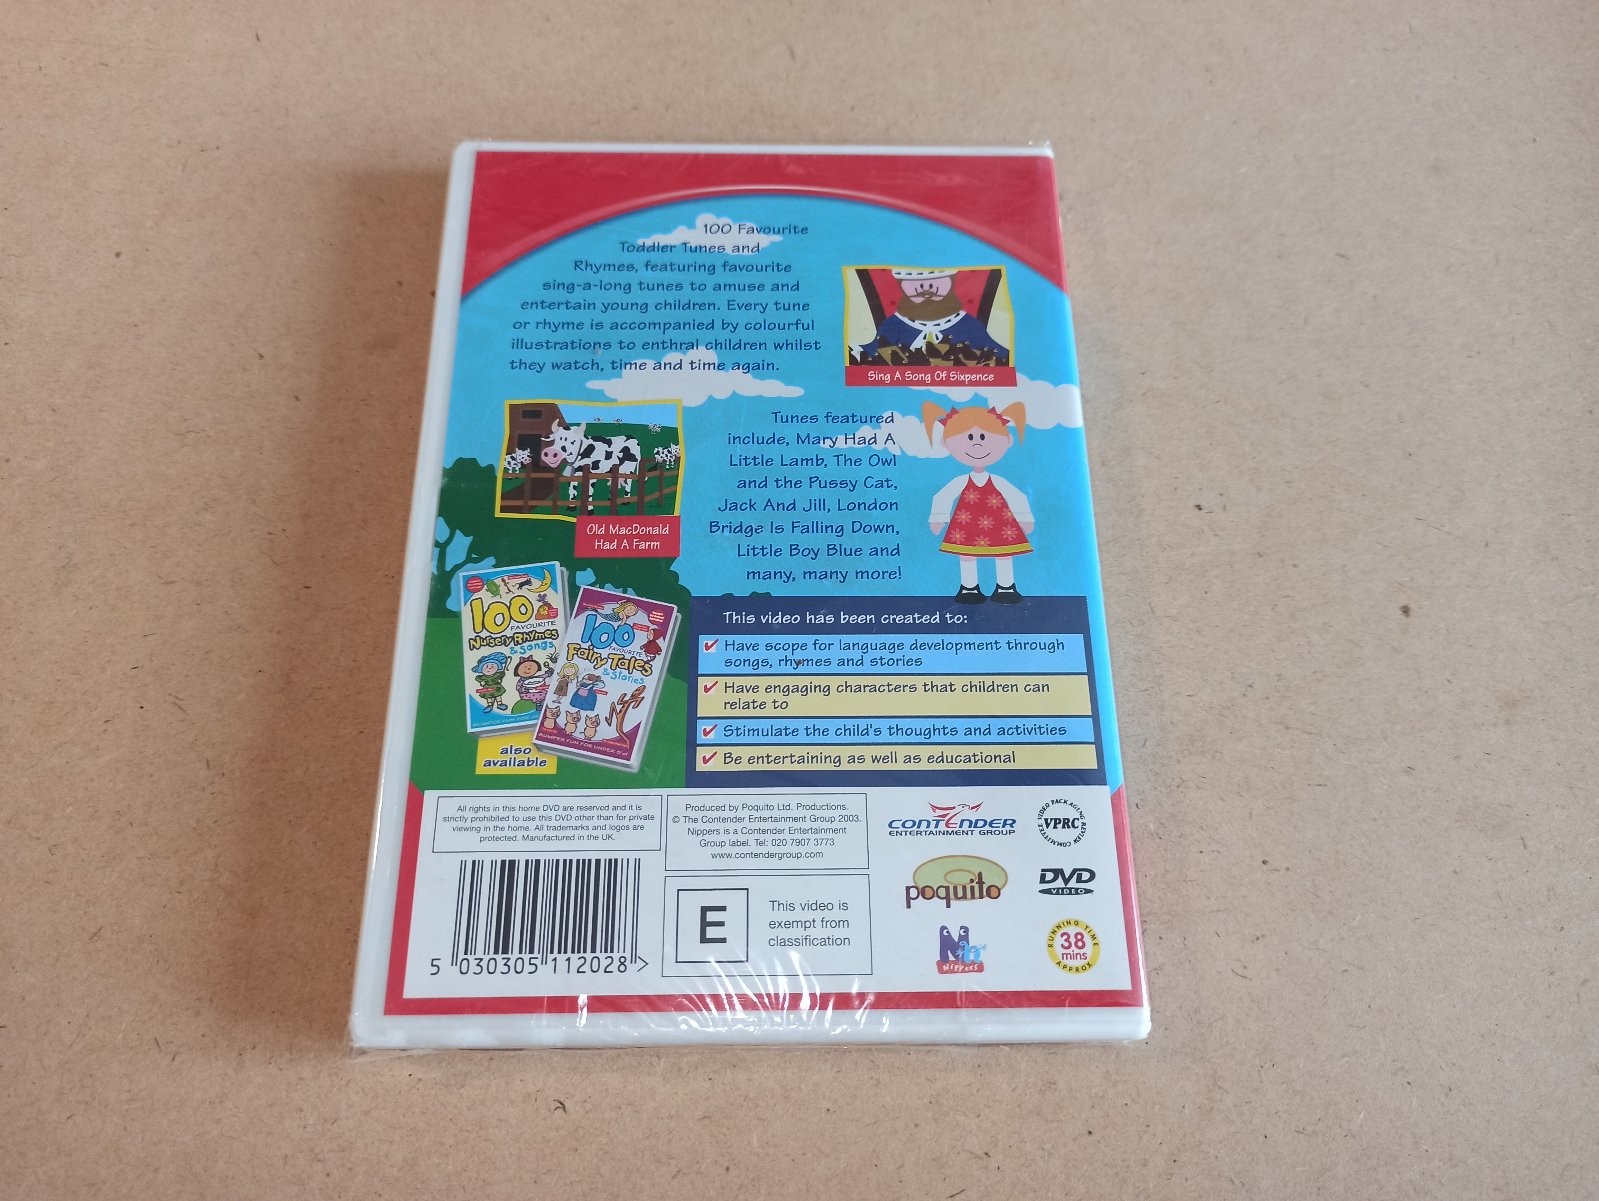 100 Favourite
Toddler Tunes and
Rhymes, featuring favourite
sing-a-long tunes to amuse and
entertain young children. Every tune
or rhyme is accompanied by colourful
illustrations to enthral children whilst
they watch, time and time again.
Sing A Song Of Sixpence
Old MacDonald
Had A Farm
Tunes featured
include, Mary Had A
Little Lamb, The Owl
and the Pussy Cat,
Jack And Jill, London
Bridge Is Falling Down,
Little Boy Blue and
many, many more!
100
FAVOURITE
Nursery Rhymes
& Songs
100
FAVOURITE
Fairy Tales
& Stories
BUMPER FUN FOR UNDER 5's!
also
available
This video has been created to:
Have scope for language development through
songs, rhymes and stories
Have engaging characters that children can
relate to
Stimulate the child's thoughts and activities
Be entertaining as well as educational
All rights in this home DVD are reserved and it is
strictly prohibited to use this DVD other than for private
viewing in the home. All trademarks and logos are
protected. Manufactured in the UK.
Produced by Poquito Ltd. Productions.
© The Contender Entertainment Group 2003.
Nippers is a Contender Entertainment
Group label. Tel: 020 7907 3773
www.contendergroup.com
E
This video is
exempt from
classification
5 030305 112028 >
CONTENDER
ENTERTAINMENT GROUP
VIDEO PACKAGING REVIEW COMMITTEE
VPRC
poquito
DVD
VIDEO
NIPPERS
RUNNING TIME
38
mins
APPROX